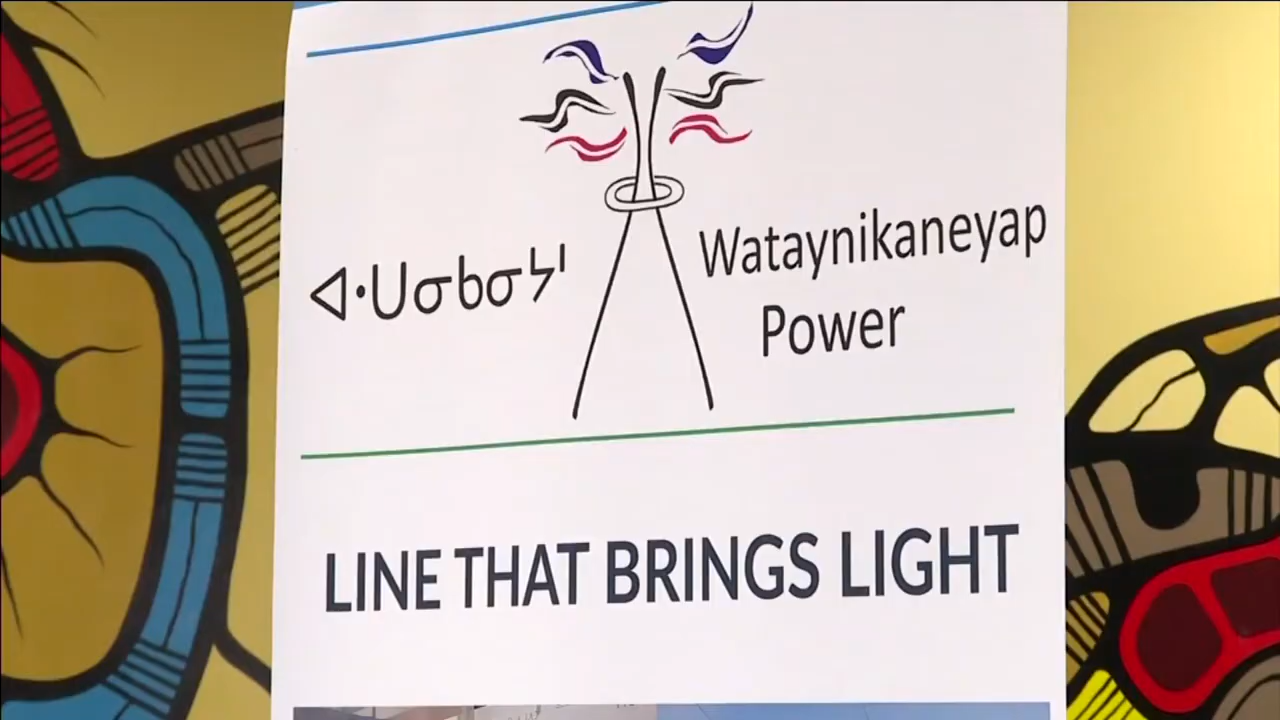 ᐊᐧᑌᓂᑲᓂᔭᑊ
Wataynikaneyap
Power
LINE THAT BRINGS LIGHT